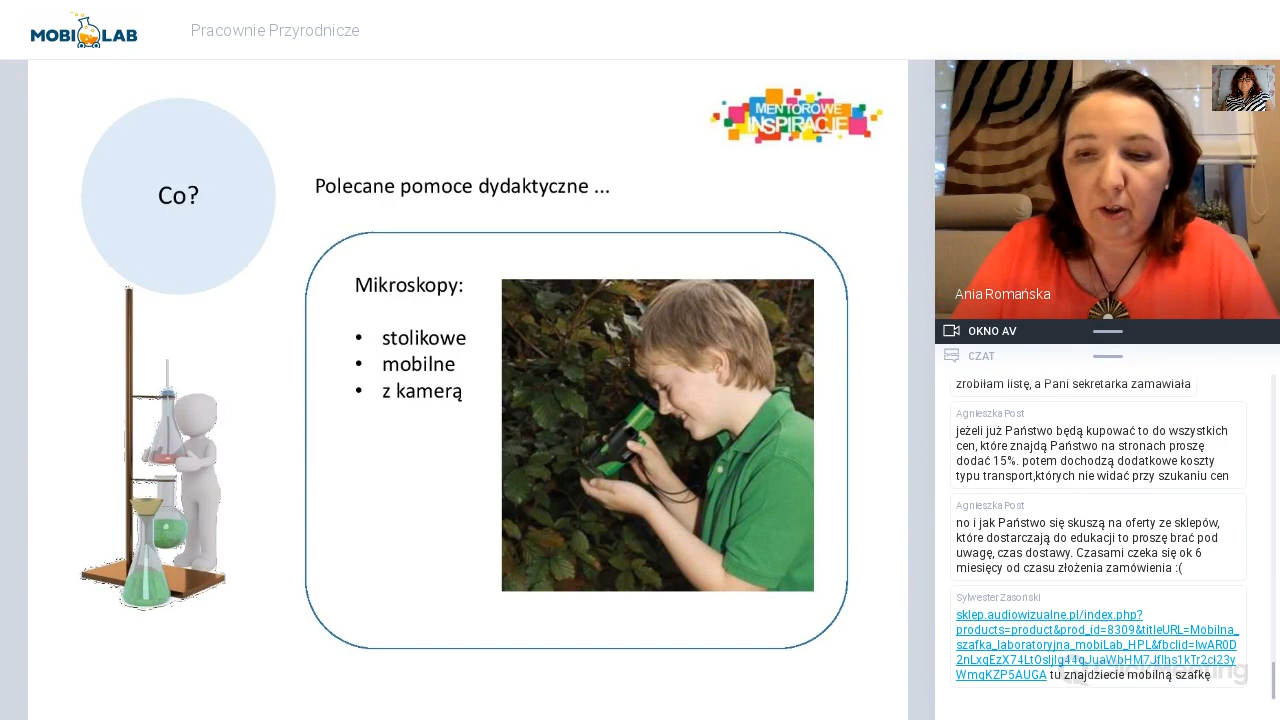 MOBI LAB
Pracownie Przyrodnicze
MENTOROWE
INSPIRACJE
Co?
Polecane pomoce dydaktyczne ...
Mikroskopy:
• stolikowe
• mobilne
• z kamerą
Ania Romańska
OKNO AV
CZAT
zrobiłam listę, a Pani sekretarka zamawiała
Agnieszka Post
jeżeli już Państwo będą kupować to do wszystkich
cen, które znajdą Państwo na stronach proszę
dodać 15%. potem dochodzą dodatkowe koszty
typu transport,których nie widać przy szukaniu cen
Agnieszka Post
no i jak Państwo się skuszą na oferty ze sklepów,
które dostarczają do edukacji to proszę brać pod
uwagę, czas dostawy. Czasami czeka się ok 6
miesięcy od czasu złożenia zamówienia :(
Sylwester Zasoński
sklep.audiowizualne.pl/index.php?
products=product&prod_id=8309&titleURL=Mobilna_
szafka_laboratoryjna_mobiLab_HPL&fbclid=IwAR0D
tu znajdziecie mobilną szafkę